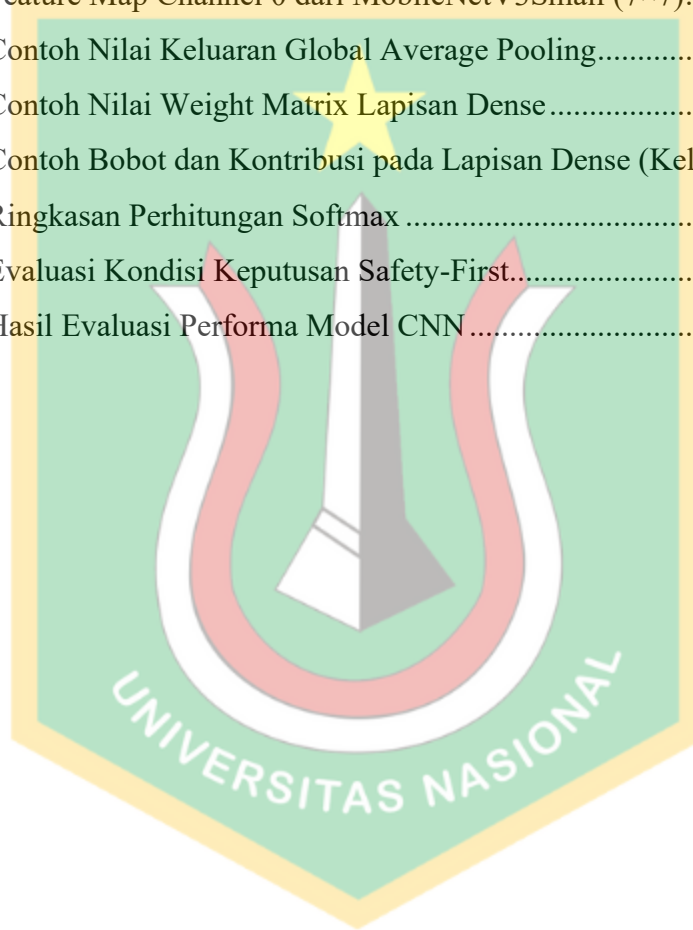 Contoh Nilai Keluaran Global Average Pooling............
Contoh Nilai Weight Matrix Lapisan Dense..................
Contoh Bobot dan Kontribusi pada Lapisan Dense
Ringkasan Perhitungan Softmax ....................................
Evaluasi Kondisi Keputusan Safety-First.......................
Hasil Evaluasi Performa Model CNN............................
UNIVERSITAS NASIONAL